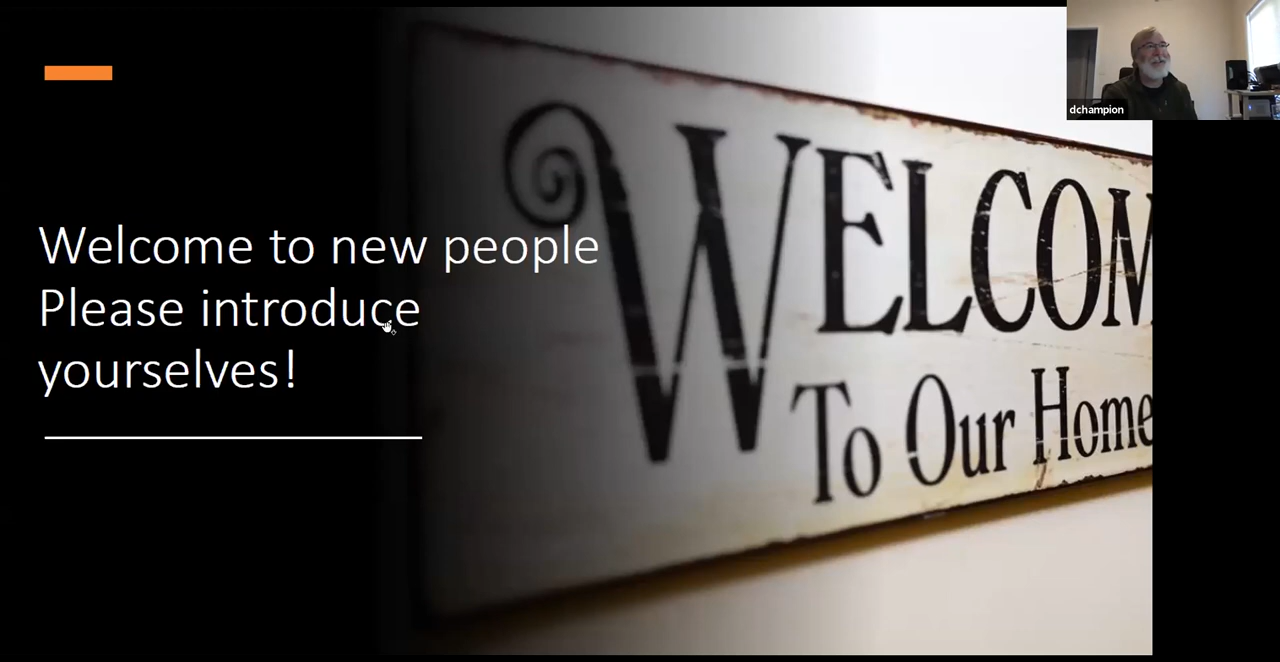 dchampion
Welcome to new people
Please introduce
yourselves!
WELCOM
To Our Home